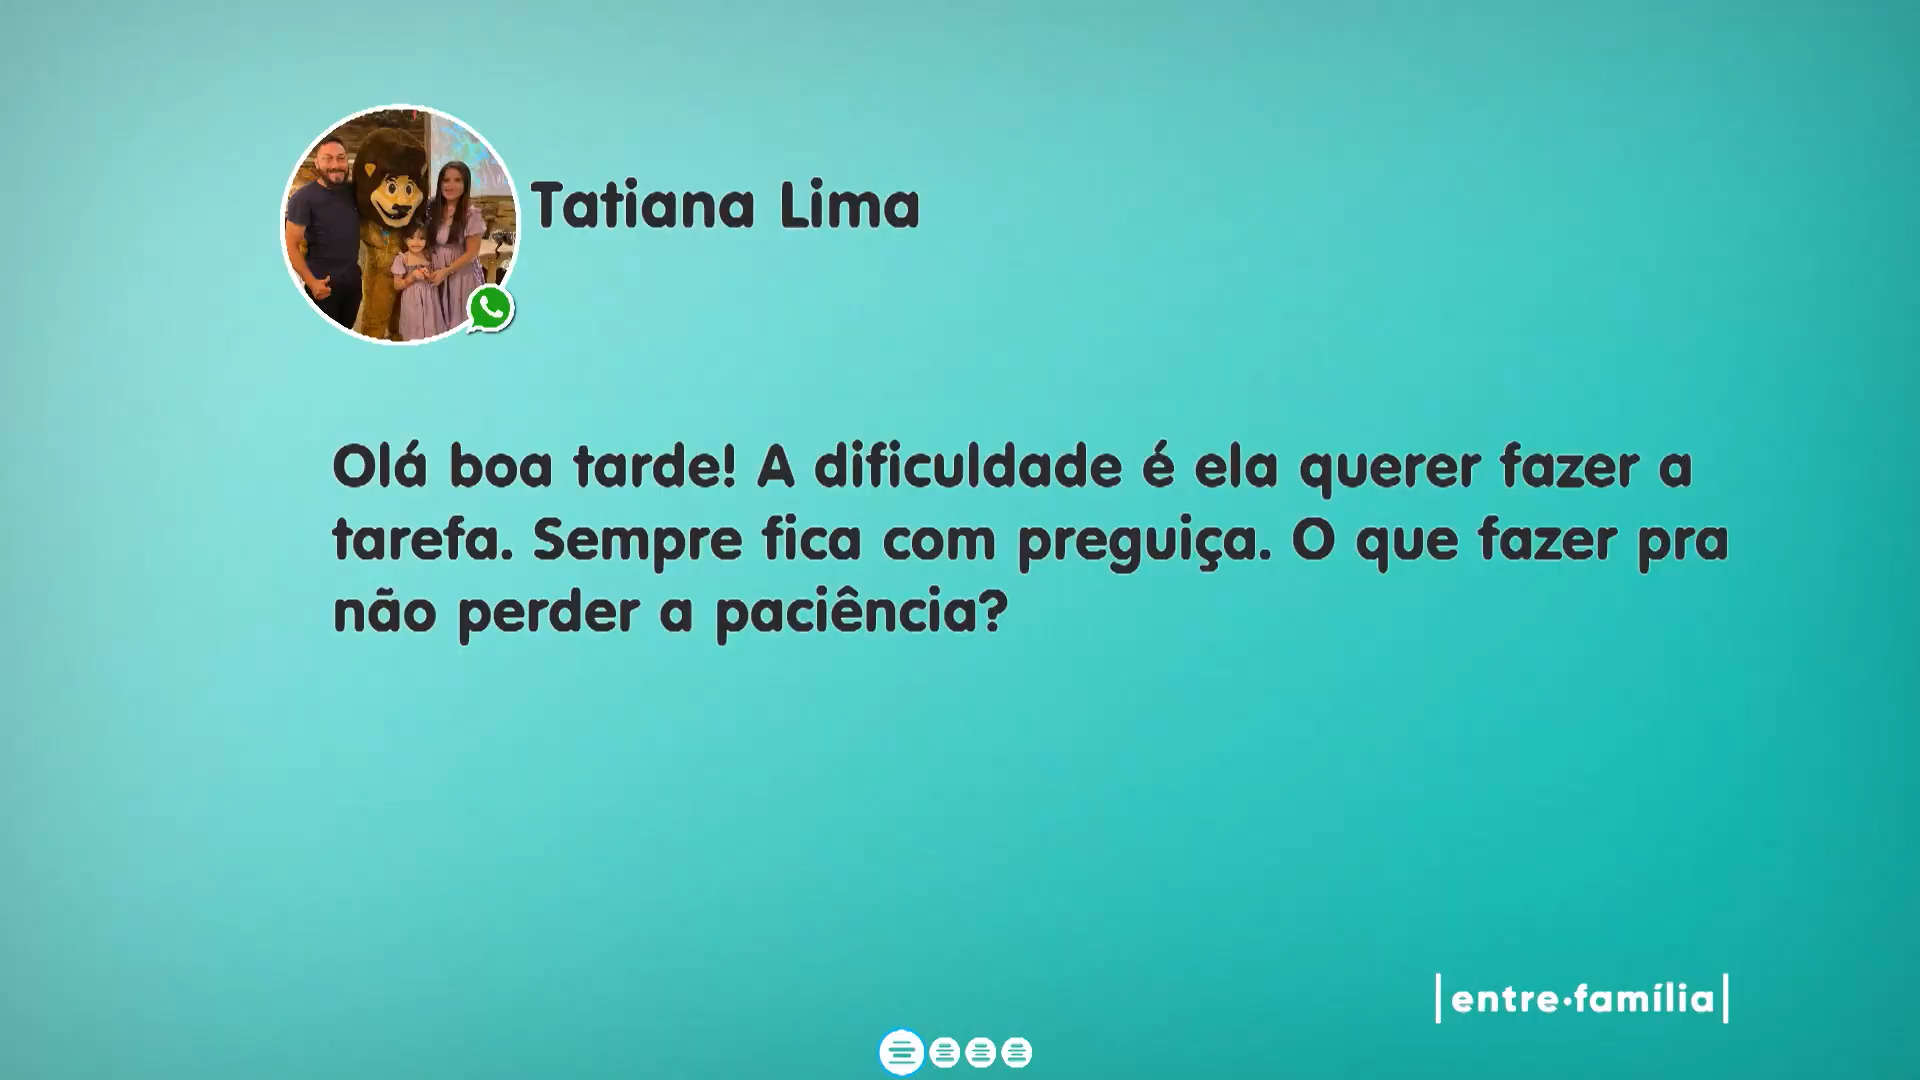 Tatiana Lima
Olá boa tarde! A dificuldade é ela querer fazer a
tarefa. Sempre fica com preguiça. O que fazer pra
não perder a paciência?
|entre•família|